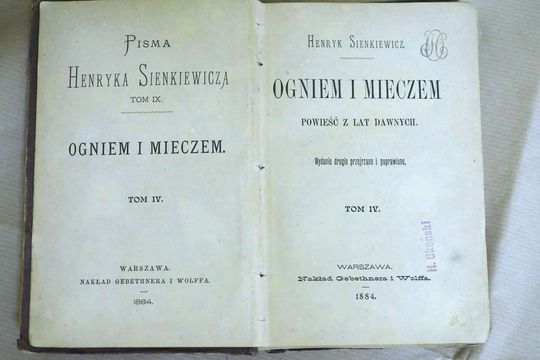 PISMA
HENRYKA SIENKIEWICZA
TOM IX.
OGNIEM I MIECZEM.
TOM IV.
WARSZAWA.
NAKŁAD GEBETHNERA I WOLFFA.
1884.
HENRYK SIENKIEWICZ
OGNIEM I MIECZEM
POWIEŚĆ Z LAT DAWNYCH.
Wydanie drugie przejrzane i poprawione.
TOM IV.
WARSZAWA.
Nakład Gebethnera i Wolffa.
1884.
H. Okoński